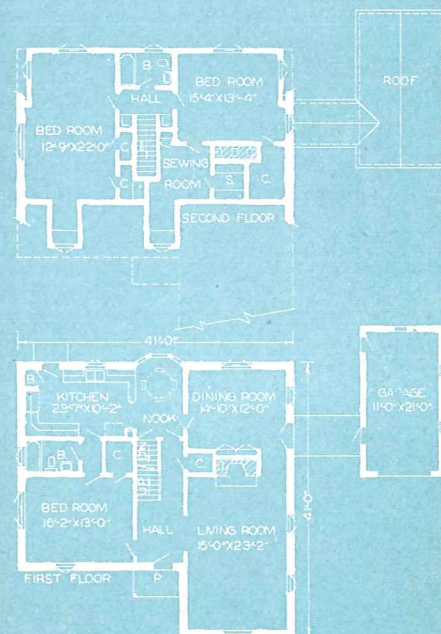 B.
BED ROOM
15'-4"X13'-4"
ROOF
HALL
BED ROOM
12'-9"X22'-0"
C
SEWING
ROOM
C
S.
C.
SECOND FLOOR
41'-0"
B.
KITCHEN
23'-7"X10'-2"
DINING ROOM
14'-10"X12'-0"
GARAGE
11'-0"X21'-0"
NOOK
B.
C.
C
BED ROOM
16'-2"X13'-0"
HALL
LIVING ROOM
15'-0"X23'-2"
41'-0"
FIRST FLOOR
P.